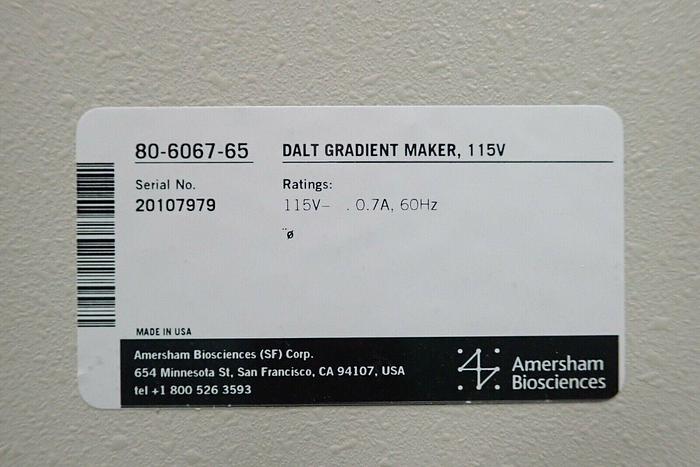 80-6067-65
DALT GRADIENT MAKER, 115V
Serial No.
20107979
Ratings:
115V– . 0.7A, 60Hz
¨ø
MADE IN USA
Amersham Biosciences (SF) Corp.
654 Minnesota St, San Francisco, CA 94107, USA
tel +1 800 526 3593
Amersham
Biosciences